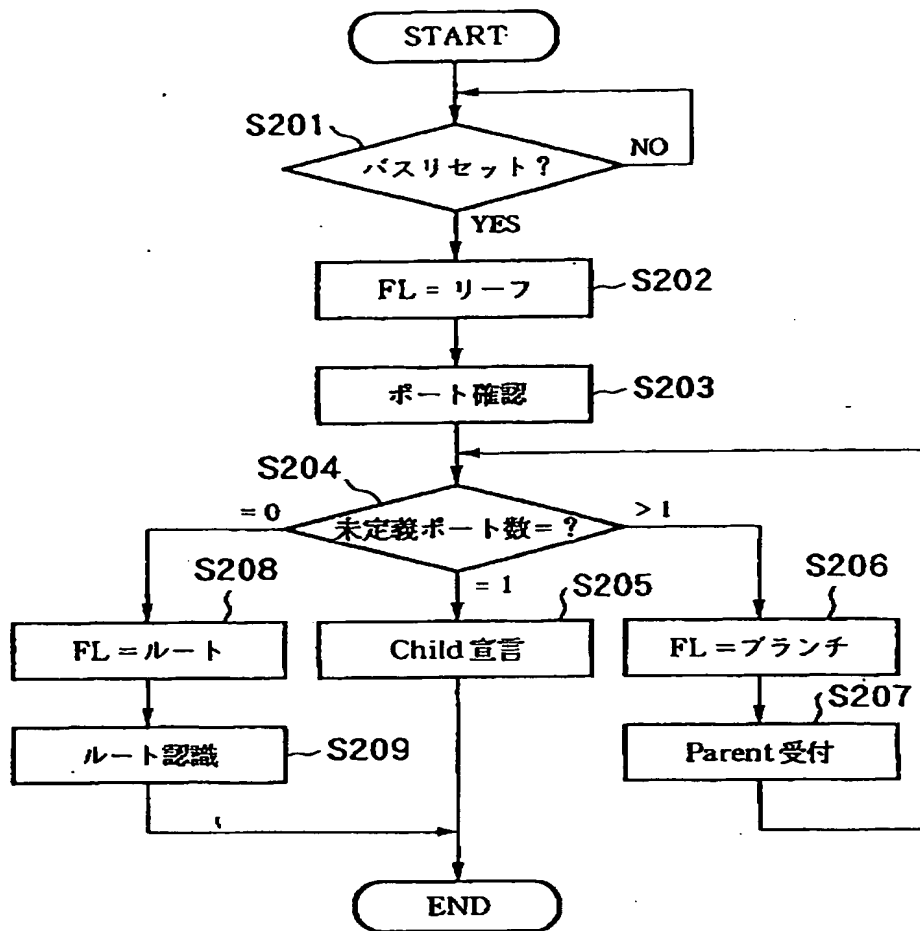 START
S201
バスリセット？
NO
YES
FL = リーフ
S202
ポート確認
S203
S204
= 0
未定義ポート数=？
> 1
S208
= 1
S205
S206
FL =ルート
Child 宣言
FL =ブランチ
S207
ルート認識
S209
Parent 受付
END